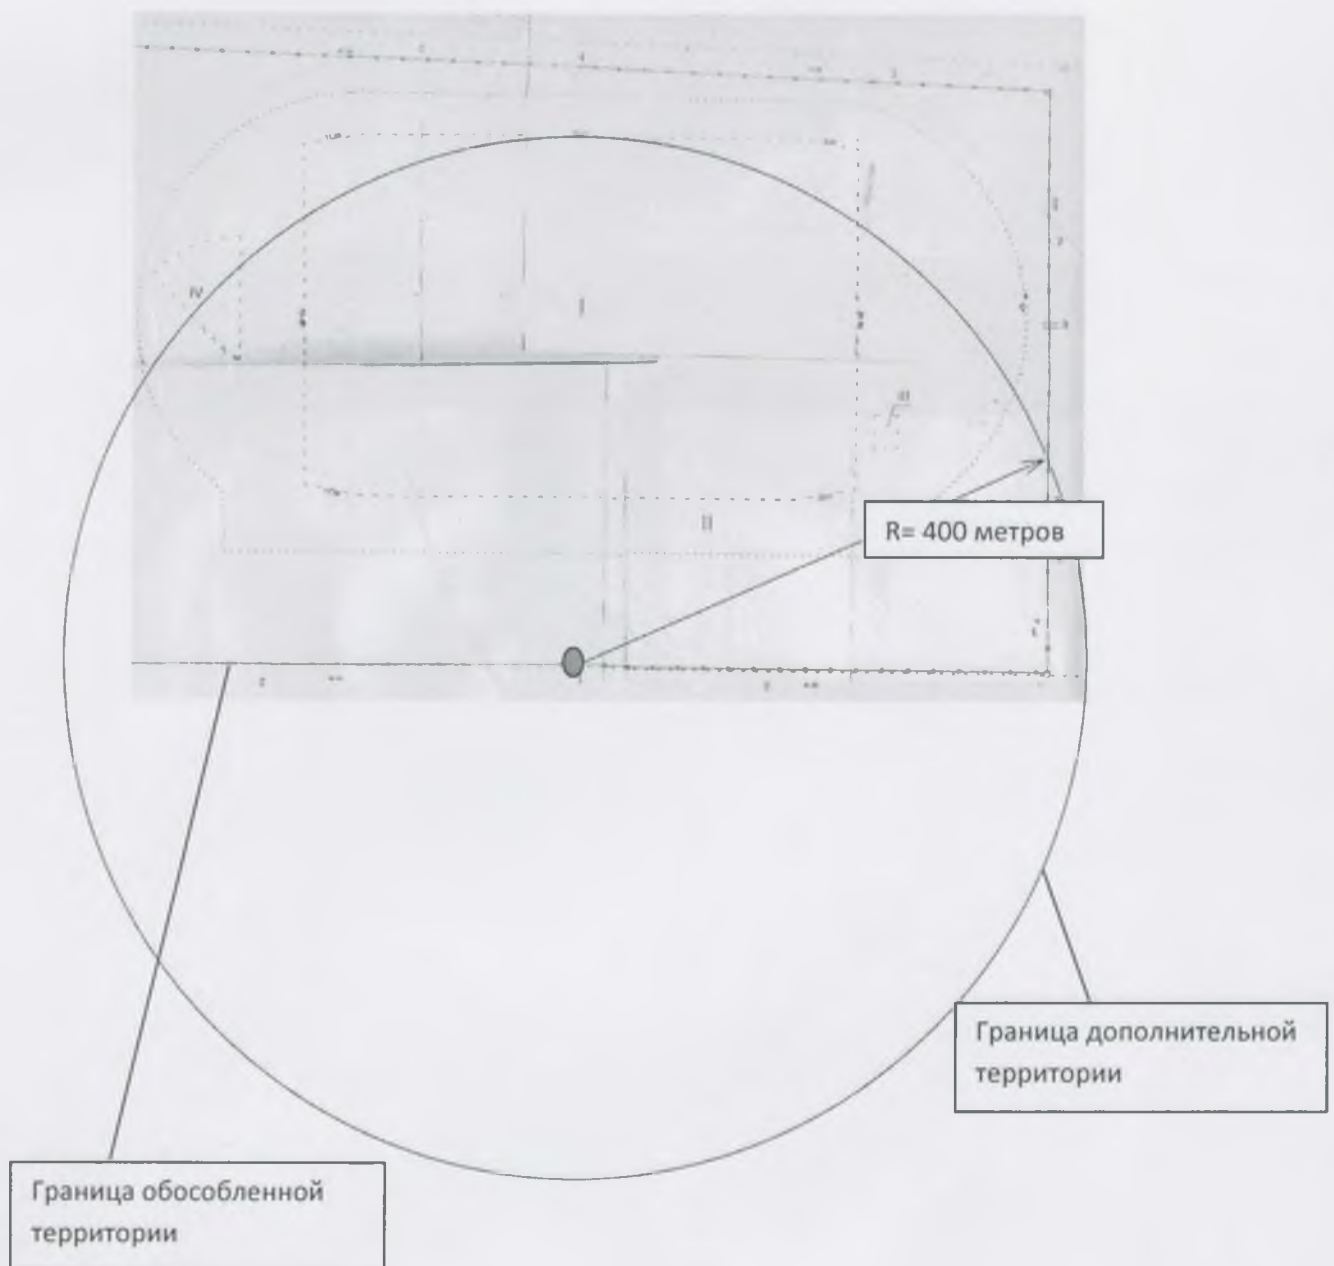 IV
I
III
II
R= 400 метров
Граница дополнительной
территории
Граница обособленной
территории